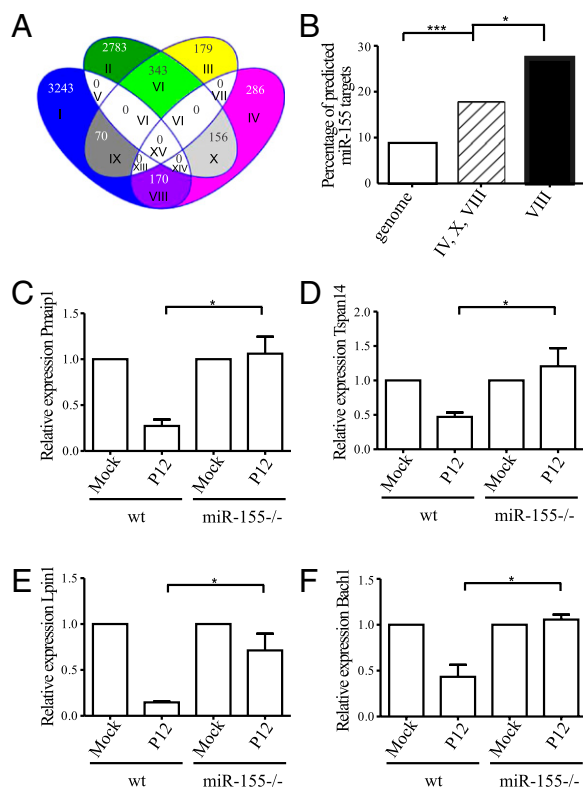 A
2783
179
II
343
III
3243
0
V
VI
0
VII
286
I
0
VI
0
VI
IV
70
0
XV
156
IX
0
XIII
0
XIV
X
170
VIII
B
Percentage of predicted
miR-155 targets
30
20
10
0
***
*
genome
IV, X, VIII
VIII
C
Relative expression Pmaip1
1.5
1.0
0.5
0.0
*
Mock
P12
Mock
P12
wt
miR-155-/-
D
Relative expression Tspan14
2.0
1.5
1.0
0.5
0.0
*
Mock
P12
Mock
P12
wt
miR-155-/-
E
Relative expression Lpin1
1.5
1.0
0.5
0.0
*
Mock
P12
Mock
P12
wt
miR-155-/-
F
Relative expression Bach1
1.5
1.0
0.5
0.0
*
Mock
P12
Mock
P12
wt
miR-155-/-